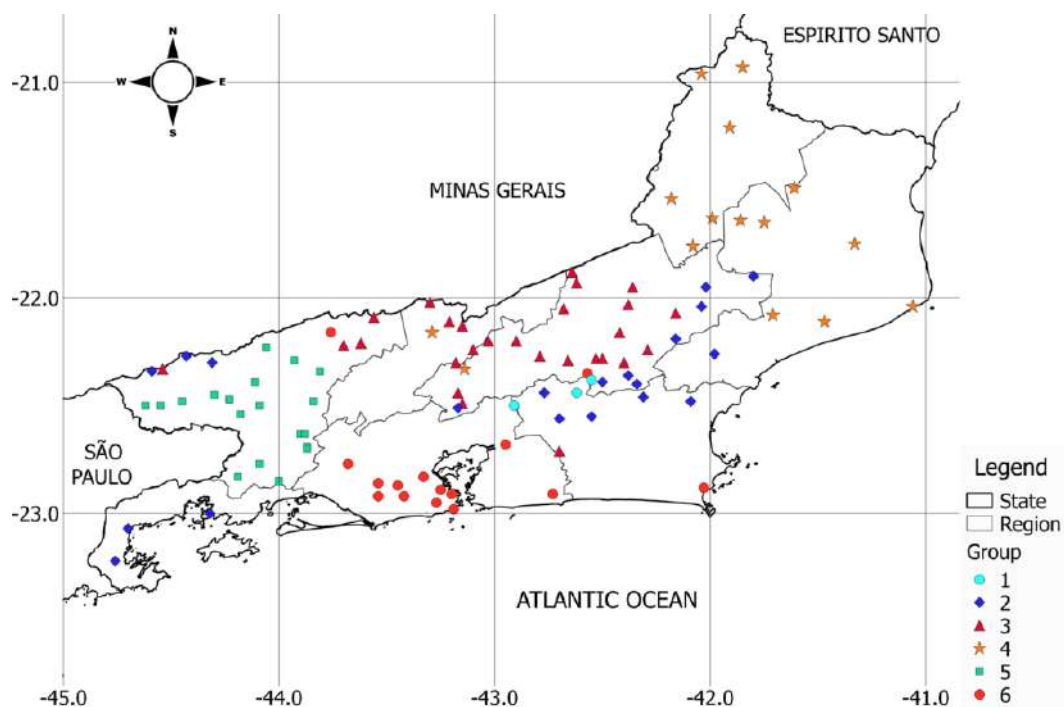 ESPIRITO SANTO
N
W E
S
-21.0
MINAS GERAIS
-22.0
SÃO
PAULO
-23.0
ATLANTIC OCEAN
Legend
State
Region
Group
1
2
3
4
5
6
-45.0 -44.0 -43.0 -42.0 -41.0